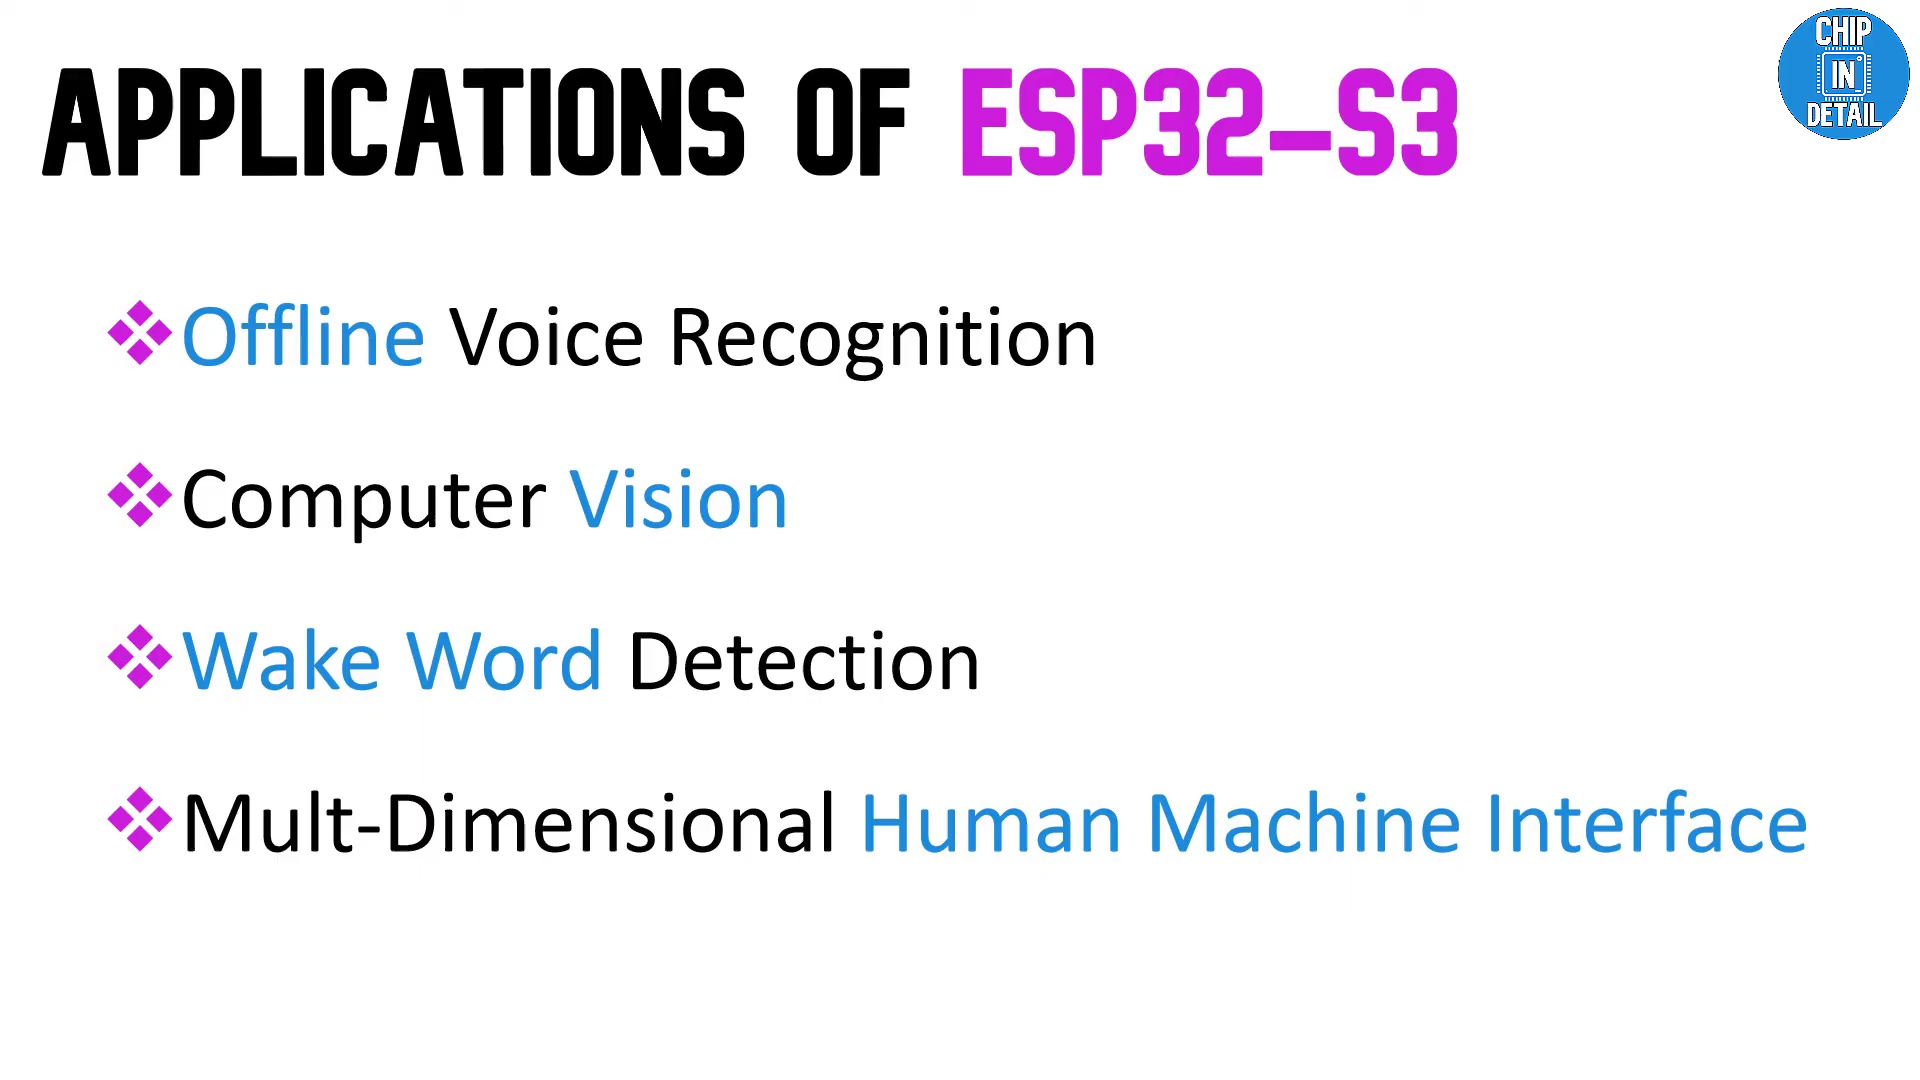 APPLICATIONS OF ESP32-S3
CHIP
IN
DETAIL
Offline Voice Recognition
Computer Vision
Wake Word Detection
Mult-Dimensional Human Machine Interface